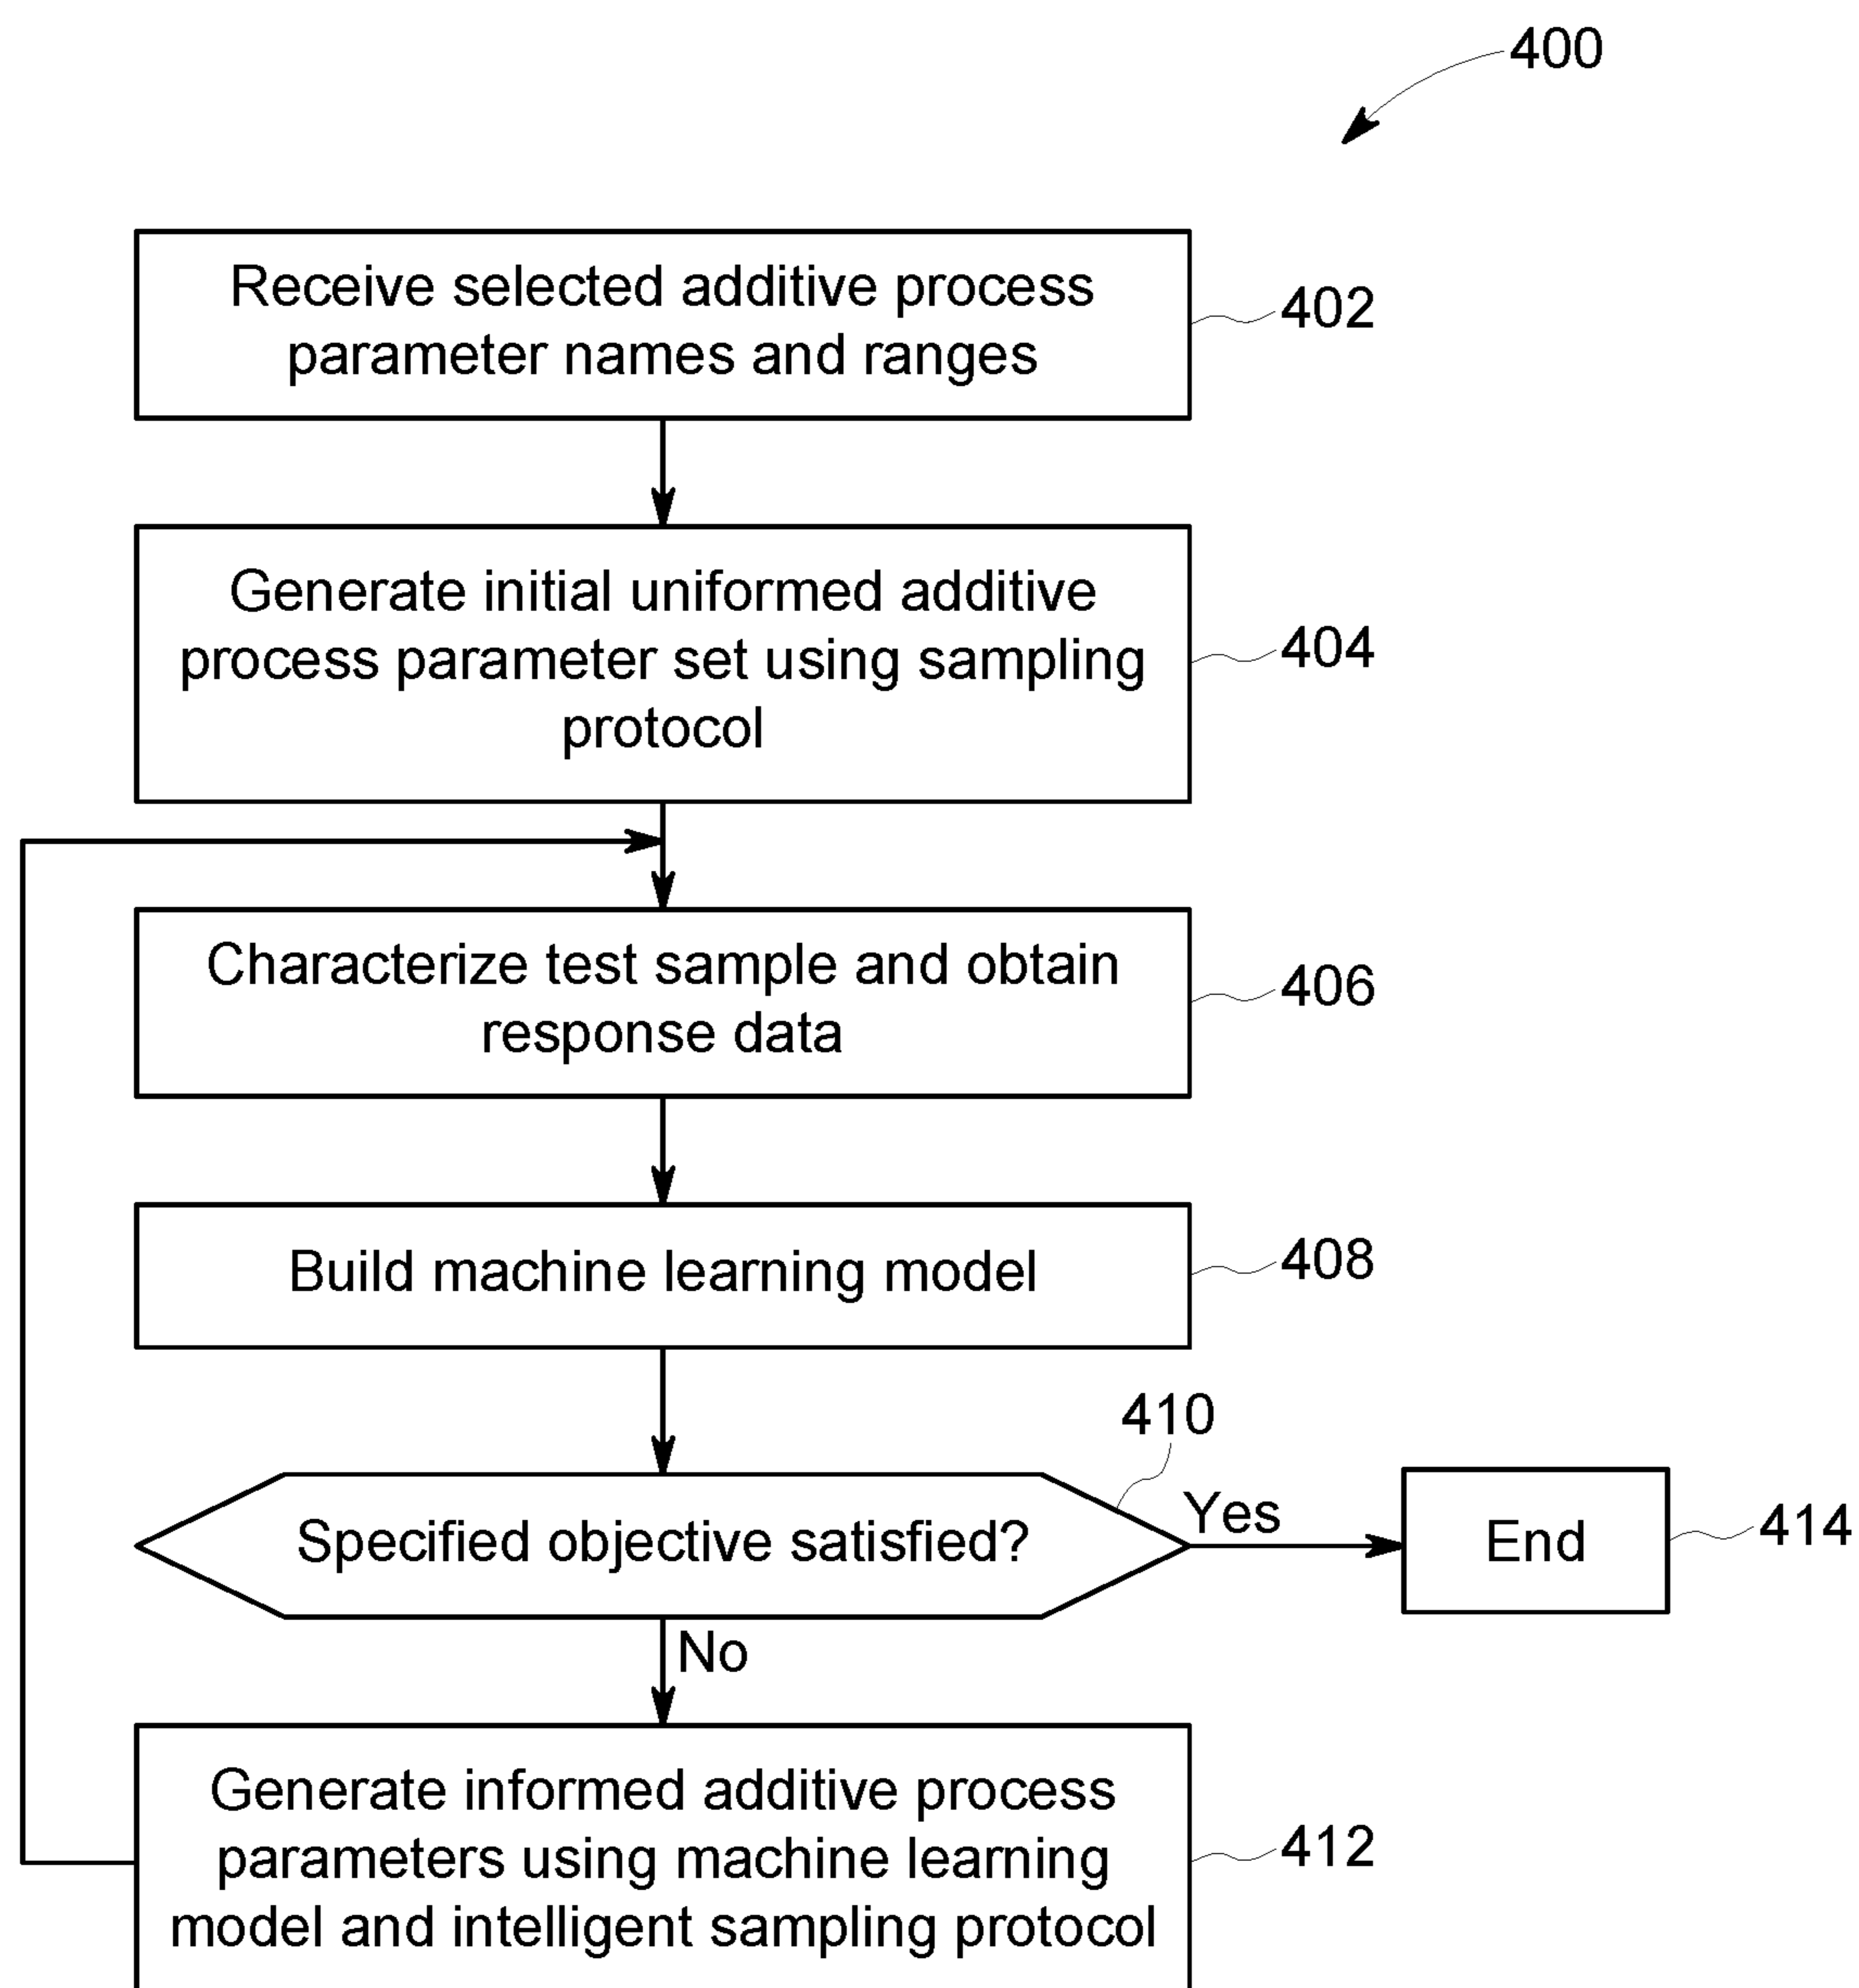 400
Receive selected additive process
parameter names and ranges
402
Generate initial uniformed additive
process parameter set using sampling
protocol
404
Characterize test sample and obtain
response data
406
Build machine learning model
408
410
Specified objective satisfied?
Yes
End
414
No
Generate informed additive process
parameters using machine learning
model and intelligent sampling protocol
412